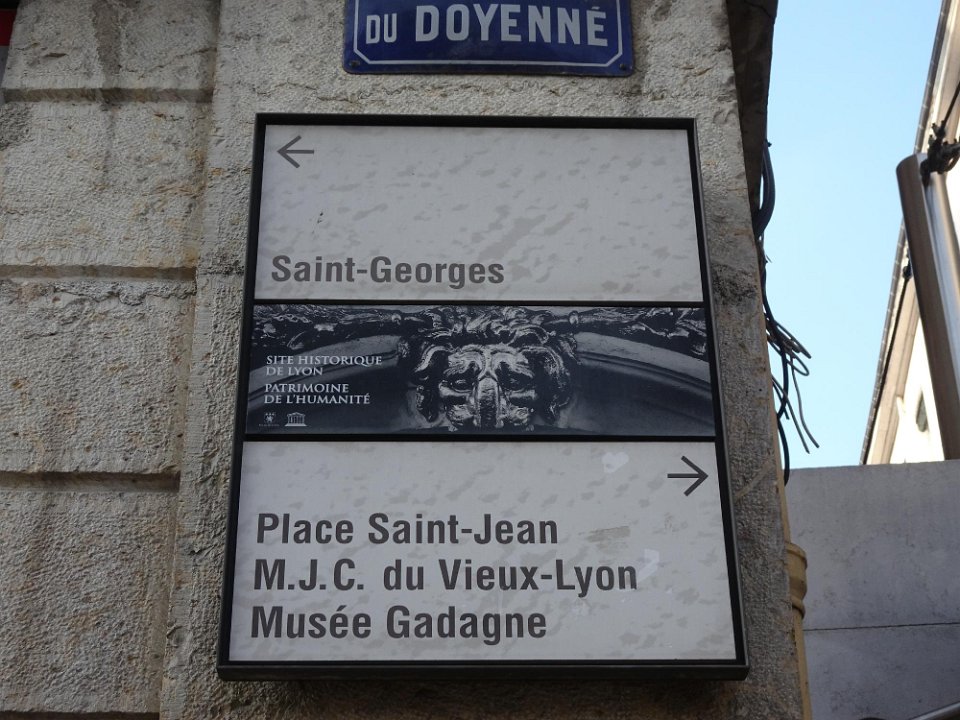 DU DOYENNÉ
Saint-Georges
SITE HISTORIQUE
DE LYON
PATRIMOINE
DE L'HUMANITÉ
Place Saint-Jean
M.J.C. du Vieux-Lyon
Musée Gadagne